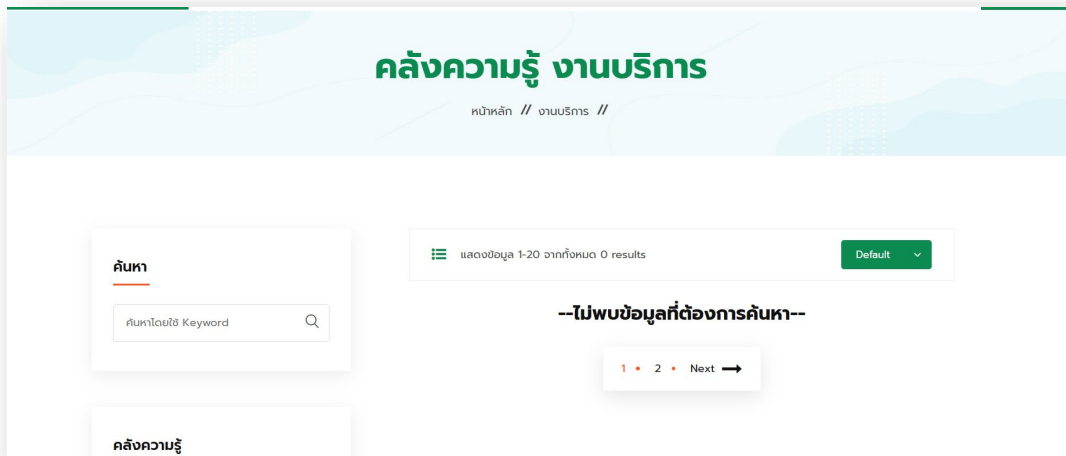 คลังความรู้ งานบริการ
หน้าหลัก // งานบริการ //
ค้นหา
ค้นหาโดยใช้ Keyword
คลังความรู้
แสดงข้อมูล 1-20 จากทั้งหมด 0 results
Default
--ไม่พบข้อมูลที่ต้องการค้นหา--
1 • 2 • Next